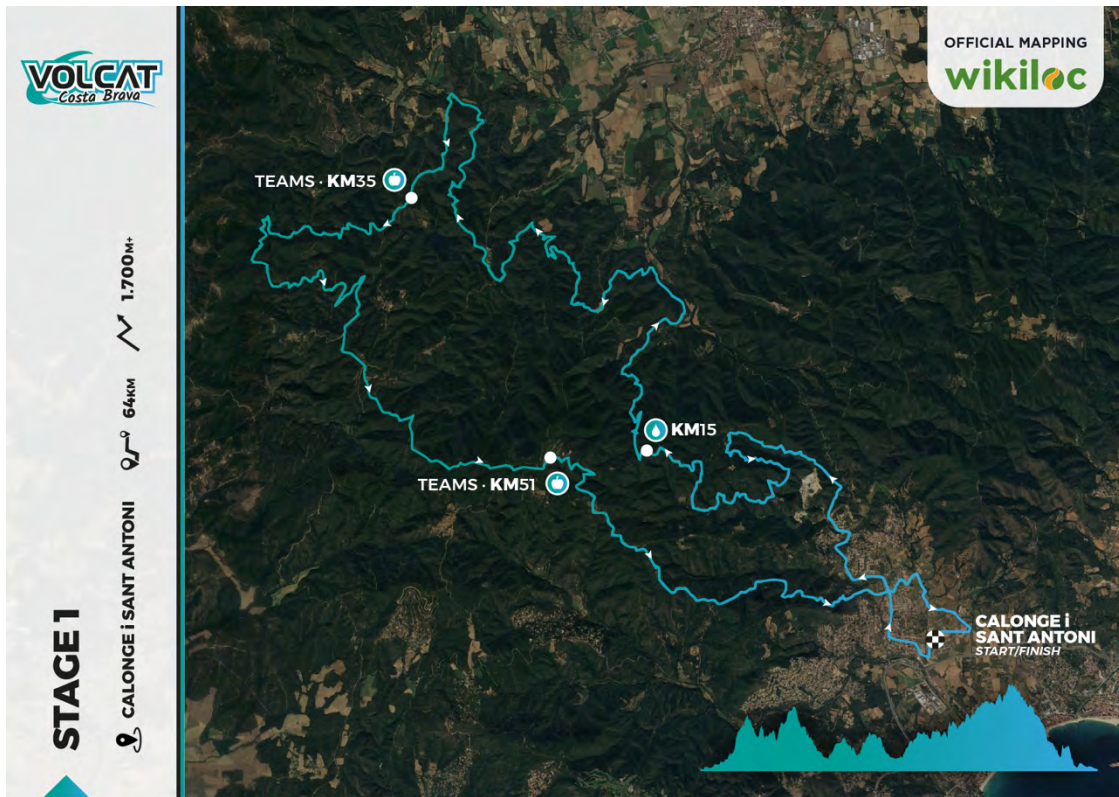 VOLCAT
Costa Brava
OFFICIAL MAPPING
wikiloc
TEAMS · KM35
KM15
TEAMS · KM51
CALONGE i
SANT ANTONI
START/FINISH
STAGE 1
CALONGE i SANT ANTONI
64KM
1.700M+